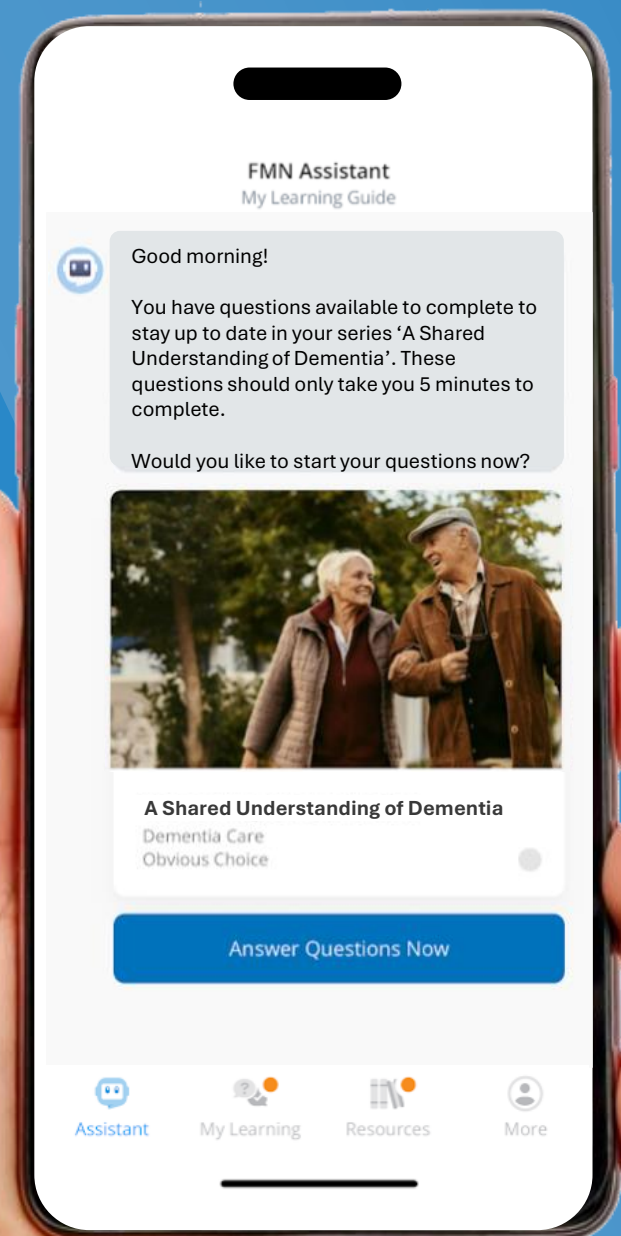 FMN Assistant
My Learning Guide
Good morning!
You have questions available to complete to
stay up to date in your series ‘A Shared
Understanding of Dementia’. These
questions should only take you 5 minutes to
complete.
Would you like to start your questions now?
A Shared Understanding of Dementia
Dementia Care
Obvious Choice
Answer Questions Now
Assistant
My Learning
Resources
More